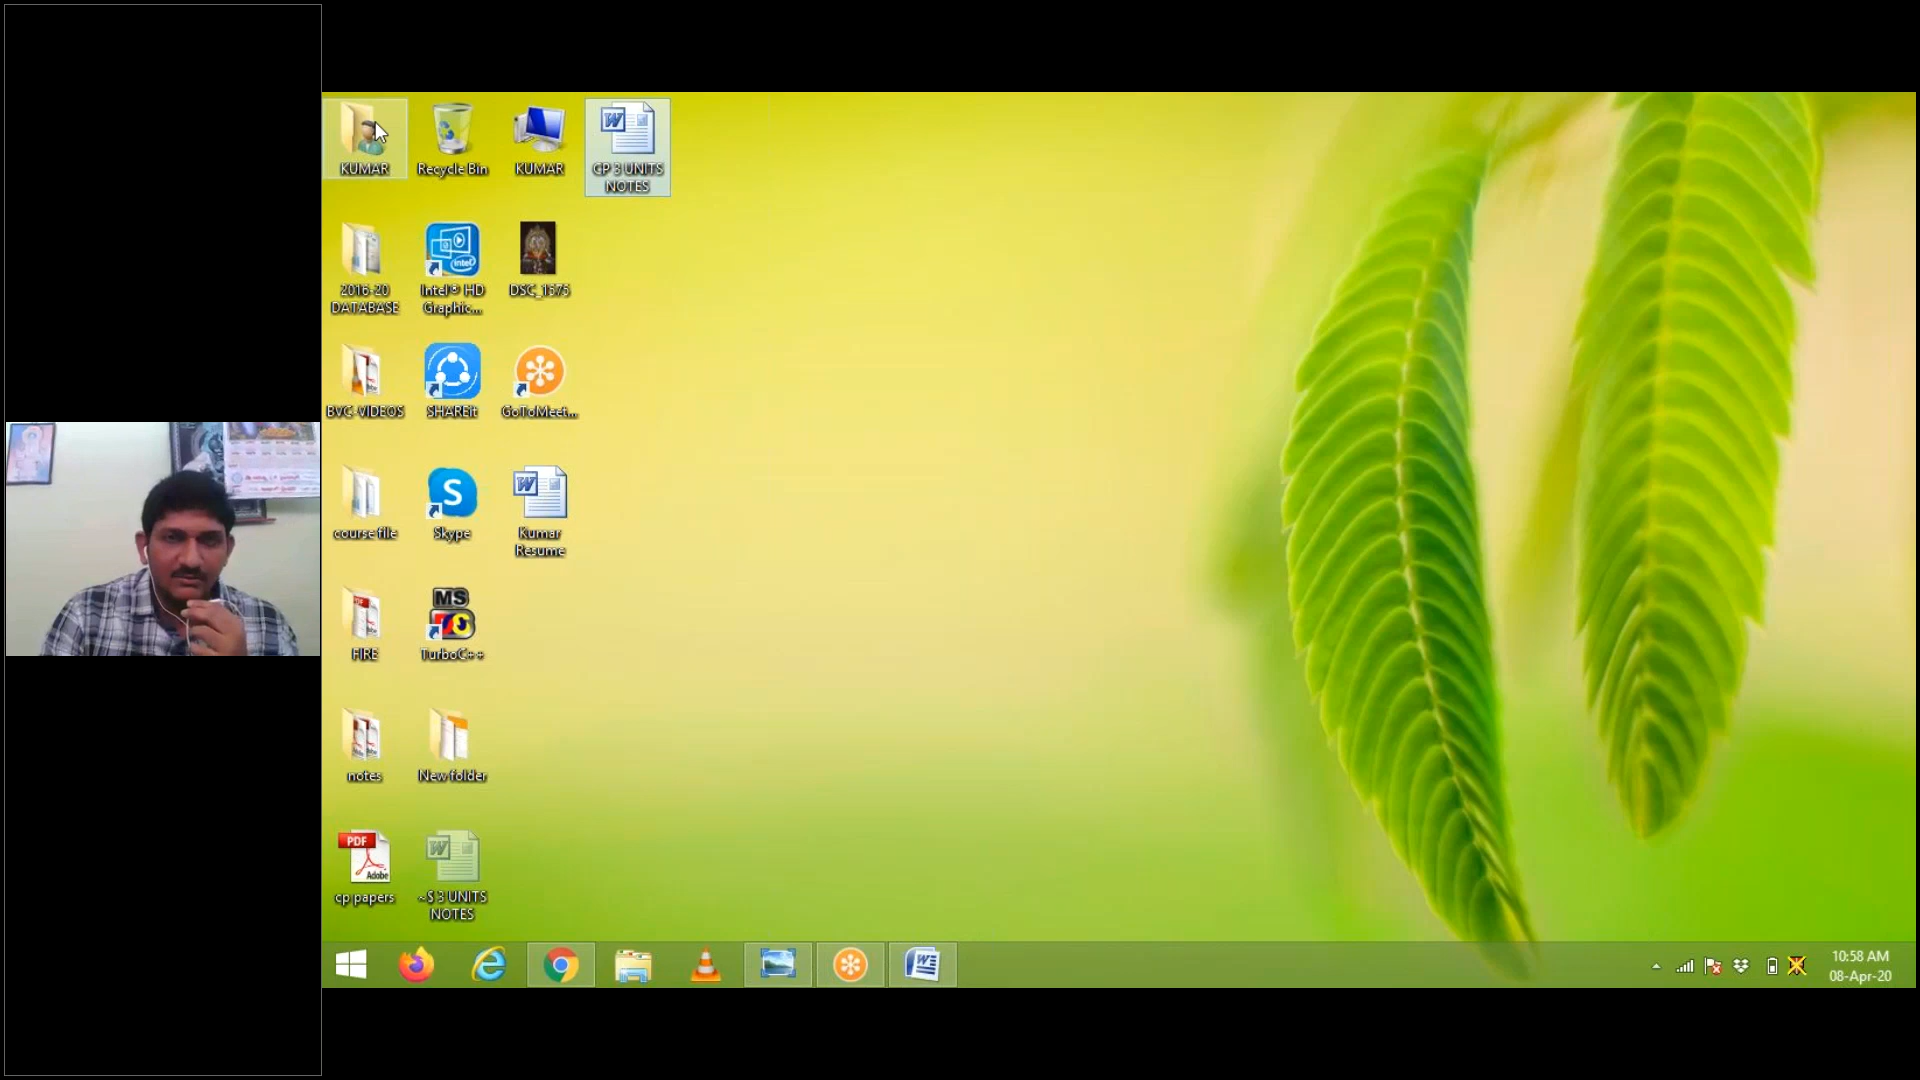 KUMAR
Recycle Bin
KUMAR
CP 3 UNITS
NOTES
2016-20
DATABASE
Intel® HD
Graphic...
DSC_1375
intel
BVC-VIDEOS
SHAREit
GoToMeet...
course file
Skype
Kumar
Resume
MS
FIRE
TurboC++
notes
New folder
PDF
Adobe
cp papers
~$ 3 UNITS
NOTES
10:58 AM
08-Apr-20